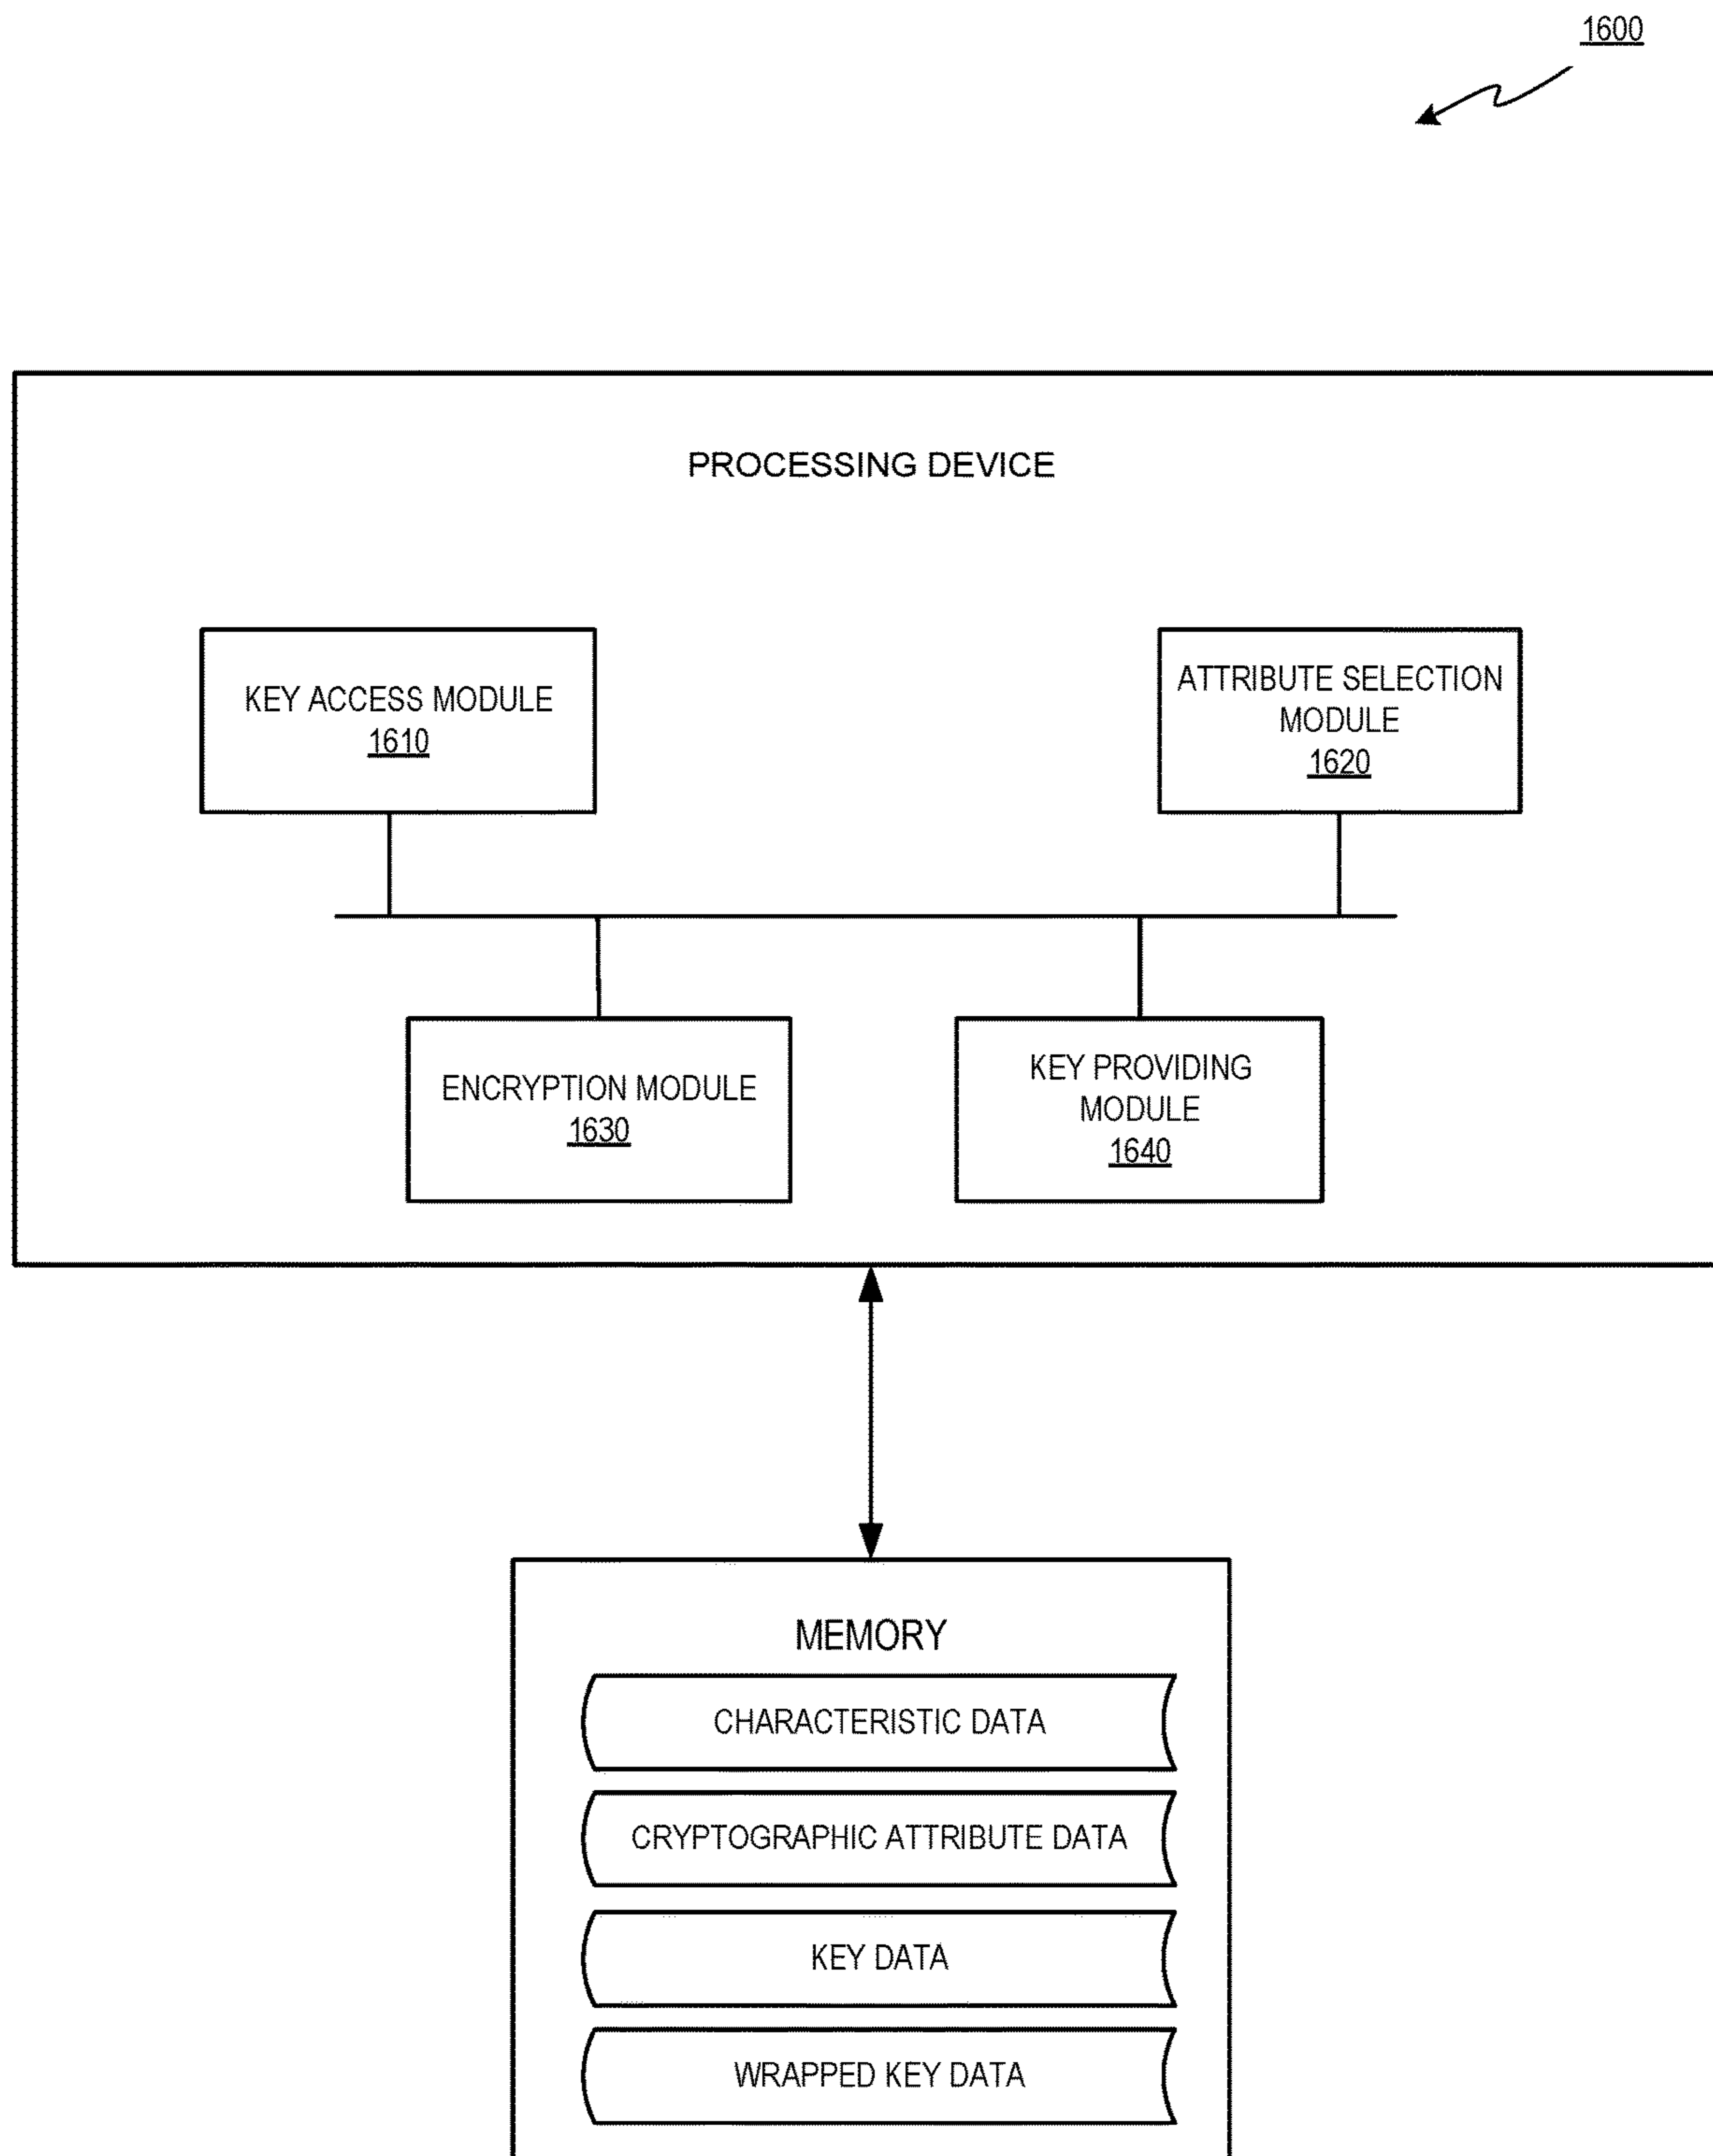 1600
PROCESSING DEVICE
KEY ACCESS MODULE
1610
ATTRIBUTE SELECTION
MODULE
1620
ENCRYPTION MODULE
1630
KEY PROVIDING
MODULE
1640
MEMORY
CHARACTERISTIC DATA
CRYPTOGRAPHIC ATTRIBUTE DATA
KEY DATA
WRAPPED KEY DATA